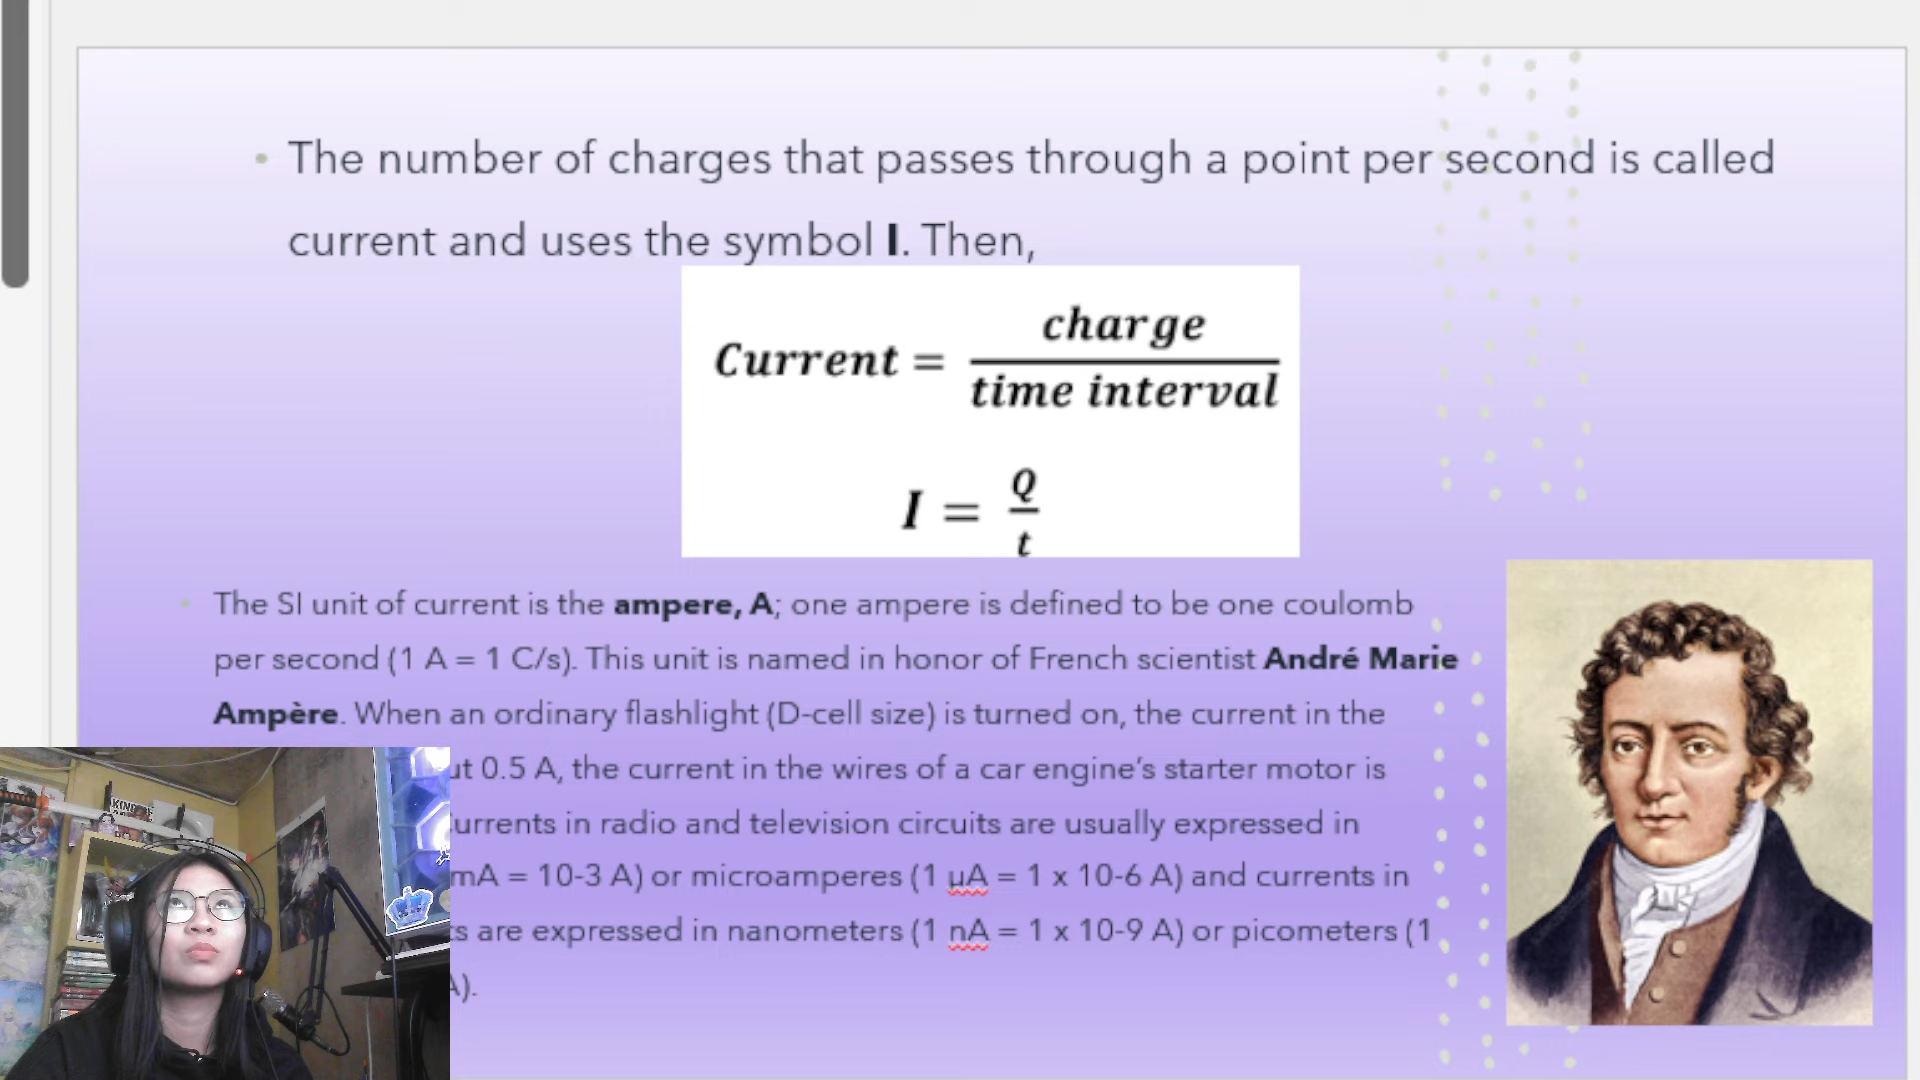 • The number of charges that passes through a point per second is called
current and uses the symbol I. Then,
Current = charge / time interval
I = Q / t
• The SI unit of current is the ampere, A; one ampere is defined to be one coulomb
per second (1 A = 1 C/s). This unit is named in honor of French scientist André Marie
Ampère. When an ordinary flashlight (D-cell size) is turned on, the current in the
0.5 A, the current in the wires of a car engine's starter motor is
in radio and television circuits are usually expressed in
mA = 10-3 A) or microamperes (1 μA = 1 x 10-6 A) and currents in
are expressed in nanometers (1 nA = 1 x 10-9 A) or picometers (1
A).